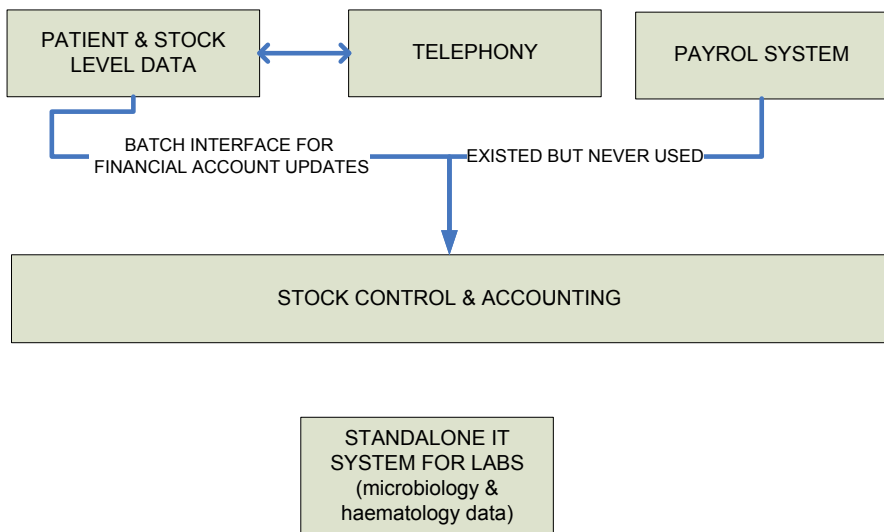 PATIENT & STOCK
LEVEL DATA
TELEPHONY
PAYROL SYSTEM
BATCH INTERFACE FOR
FINANCIAL ACCOUNT UPDATES
EXISTED BUT NEVER USED
STOCK CONTROL & ACCOUNTING
STANDALONE IT
SYSTEM FOR LABS
(microbiology &
haematology data)